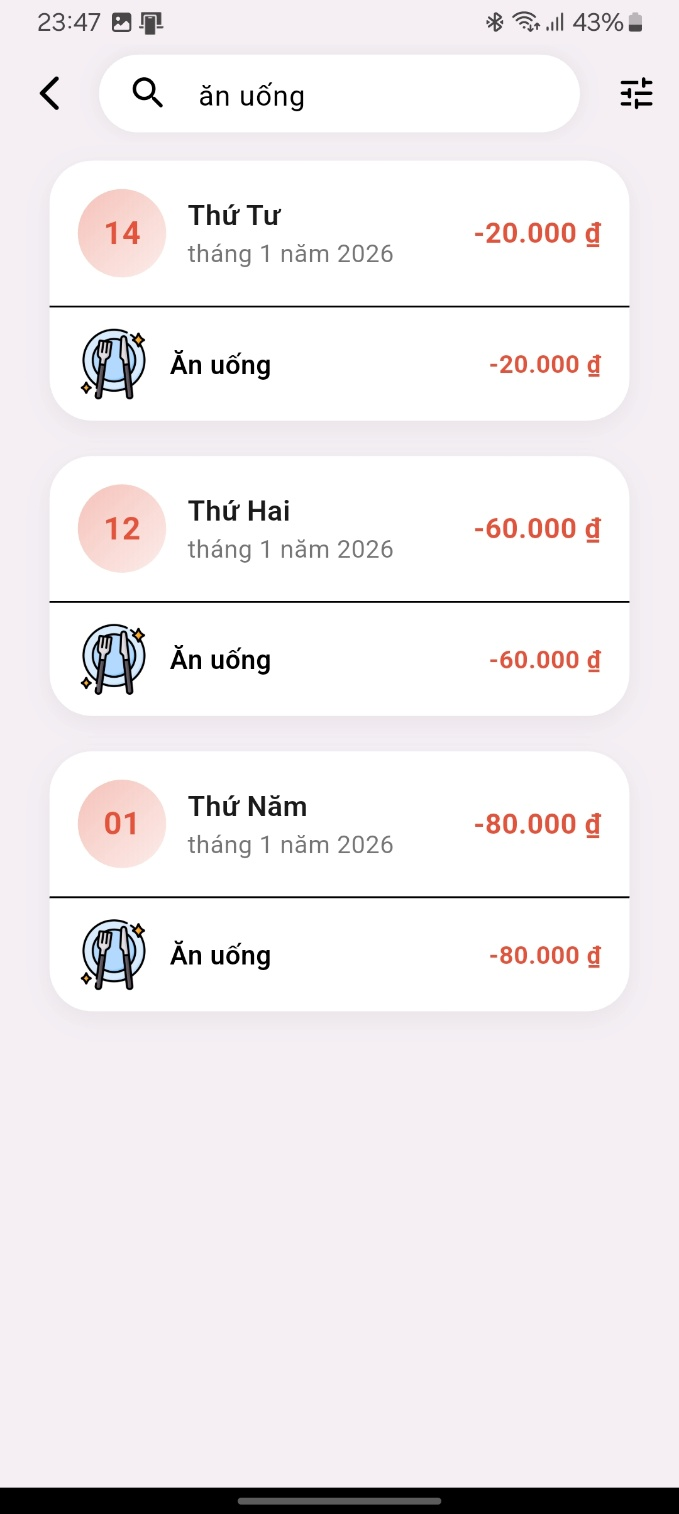 23:47 43%
ăn uống
14 Thứ Tư -20.000 ₫
tháng 1 năm 2026
Ăn uống -20.000 ₫
12 Thứ Hai -60.000 ₫
tháng 1 năm 2026
Ăn uống -60.000 ₫
01 Thứ Năm -80.000 ₫
tháng 1 năm 2026
Ăn uống -80.000 ₫